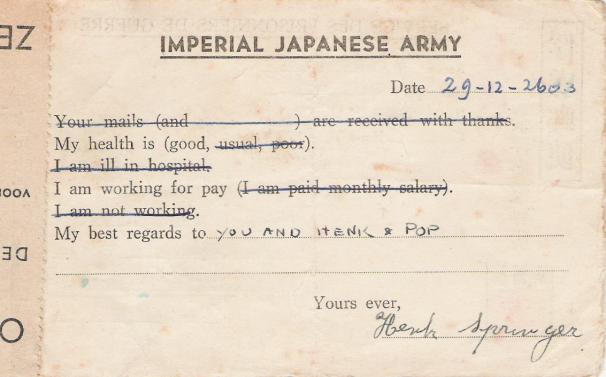 IMPERIAL JAPANESE ARMY
Date 29-12-2603
Your mails (and ) are received with thanks.
My health is (good, usual, poor).
I am ill in hospital.
I am working for pay (I am paid monthly salary).
I am not working.
My best regards to YOU AND HENK & POP
Yours ever,
Henk Springer